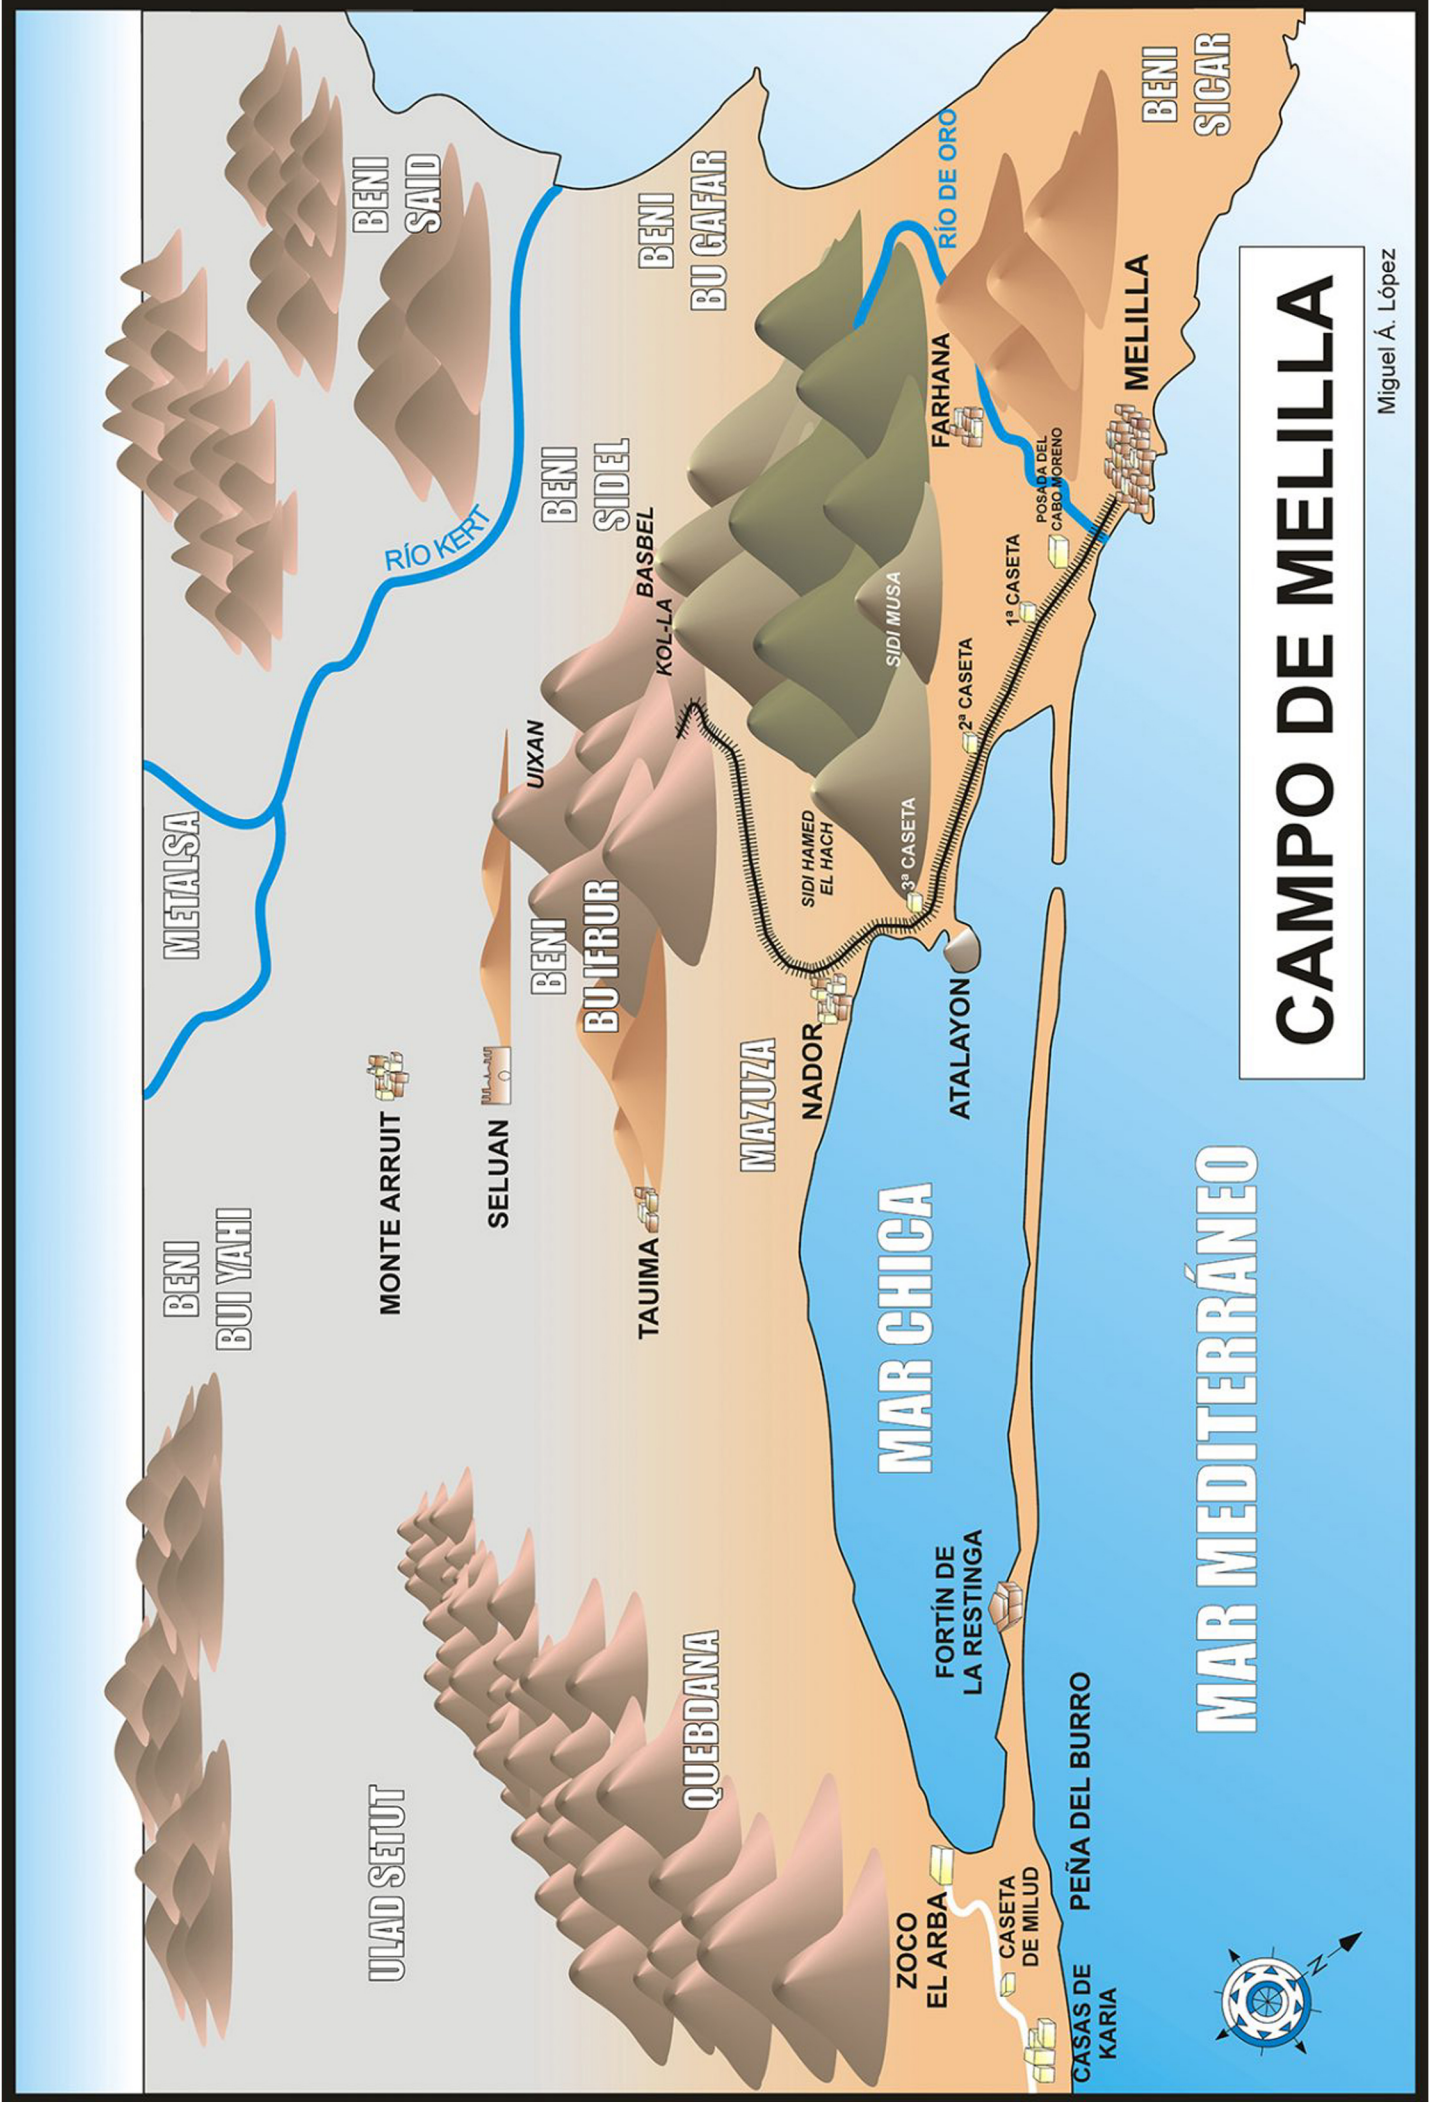 BENI
SICAR
BENI
SAID
BENI
BU GAFAR
RÍO DE ORO
FARHANA
MELILLA
POSADA DEL
CABO MORENO
RÍO KERT
BENI
SIDEL
BASBEL
KOL-LA
UIXAN
SIDI MUSA
1ª CASETA
2ª CASETA
3ª CASETA
SIDI HAMED
EL HACH
METALSA
BENI
BU IFRUR
NADOR
ATALAYON
MAZUZA
MONTE ARRUIT
SELUAN
TAUIMA
BENI
BUI YAHI
MAR CHICA
MAR MEDITERRÁNEO
FORTÍN DE
LA RESTINGA
QUEBDANA
ULAD SETUT
ZOCO
EL ARBA
CASETA
DE MILUD
PEÑA DEL BURRO
CASAS DE
KARIA
N
CAMPO DE MELILLA
Miguel Á. López